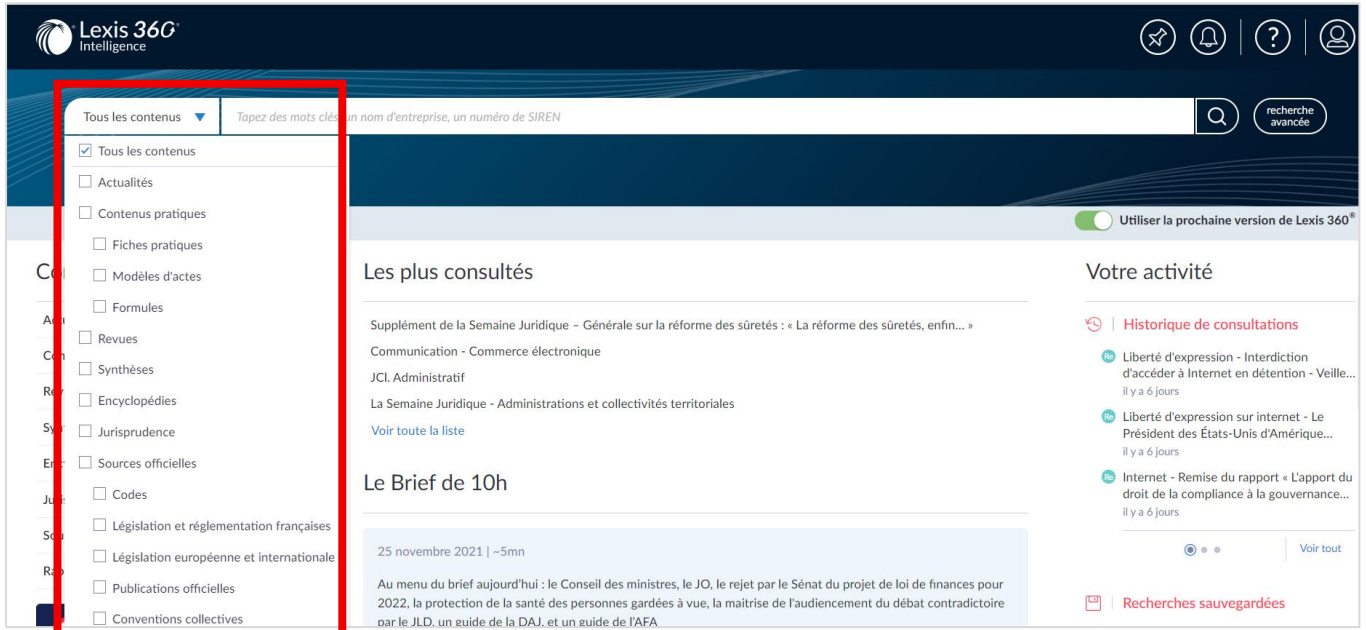 Lexis 360®
Intelligence
Tous les contenus
Tapez des mots clés un nom d'entreprise, un numéro de SIREN
recherche
avancée
Tous les contenus
Actualités
Contenus pratiques
Fiches pratiques
Modèles d'actes
Formules
Revues
Synthèses
Encyclopédies
Jurisprudence
Sources officielles
Codes
Législation et réglementation françaises
Législation européenne et internationale
Publications officielles
Conventions collectives
Utiliser la prochaine version de Lexis 360®
Les plus consultés
Supplément de la Semaine Juridique – Générale sur la réforme des sûretés : « La réforme des sûretés, enfin... »
Communication - Commerce électronique
JCl. Administratif
La Semaine Juridique - Administrations et collectivités territoriales
Voir toute la liste
Le Brief de 10h
25 novembre 2021 | ~5mn
Au menu du brief aujourd'hui : le Conseil des ministres, le JO, le rejet par le Sénat du projet de loi de finances pour
2022, la protection de la santé des personnes gardées à vue, la maitrise de l'audiencement du débat contradictoire
par le JLD, un guide de la DAJ, et un guide de l'AFA
Votre activité
Historique de consultations
Re
Liberté d'expression - Interdiction
d'accéder à Internet en détention - Veille...
il y a 6 jours
Re
Liberté d'expression sur internet - Le
Président des États-Unis d'Amérique...
il y a 6 jours
Re
Internet - Remise du rapport « L'apport du
droit de la compliance à la gouvernance...
il y a 6 jours
Voir tout
Recherches sauvegardées